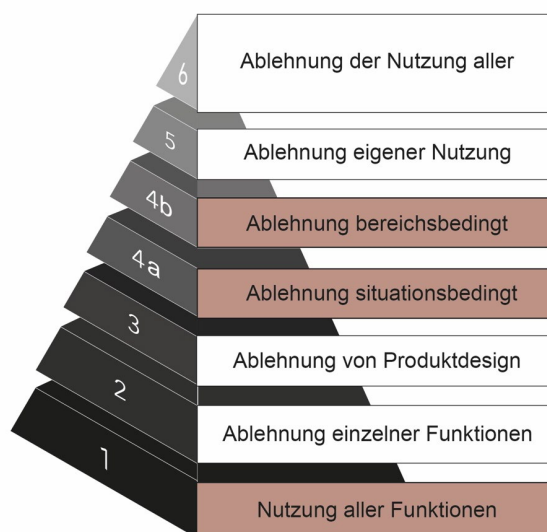 6 Ablehnung der Nutzung aller
5 Ablehnung eigener Nutzung
4b Ablehnung bereichsbedingt
4a Ablehnung situationsbedingt
3 Ablehnung von Produktdesign
2 Ablehnung einzelner Funktionen
1 Nutzung aller Funktionen